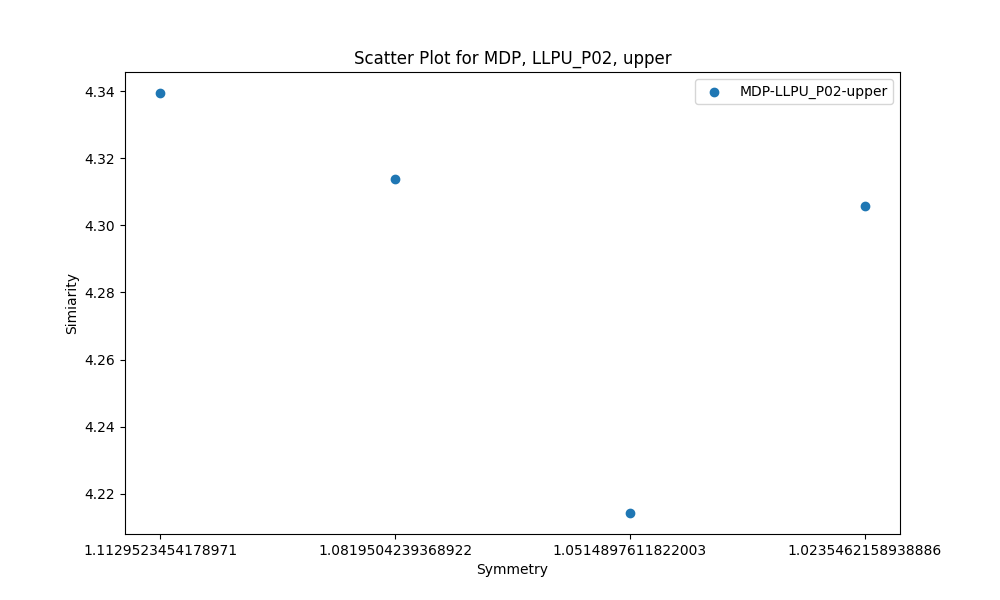 Scatter Plot for MDP, LLPU_P02, upper
MDP-LLPU_P02-upper
4.34
4.32
4.30
4.28
4.26
4.24
4.22
Simiarity
1.1129523454178971
1.0819504239368922
1.0514897611822003
1.0235462158938886
Symmetry